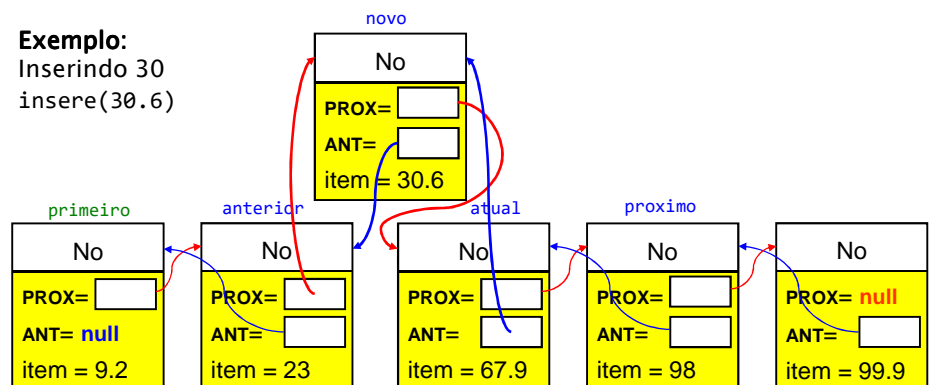 novo
Exemplo:
Inserindo 30
insere(30.6)
No
PROX=
ANT=
item = 30.6
primeiro
No
PROX=
ANT= null
item = 9.2
anterior
No
PROX=
ANT=
item = 23
atual
No
PROX=
ANT=
item = 67.9
proximo
No
PROX=
ANT=
item = 98
No
PROX= null
ANT=
item = 99.9